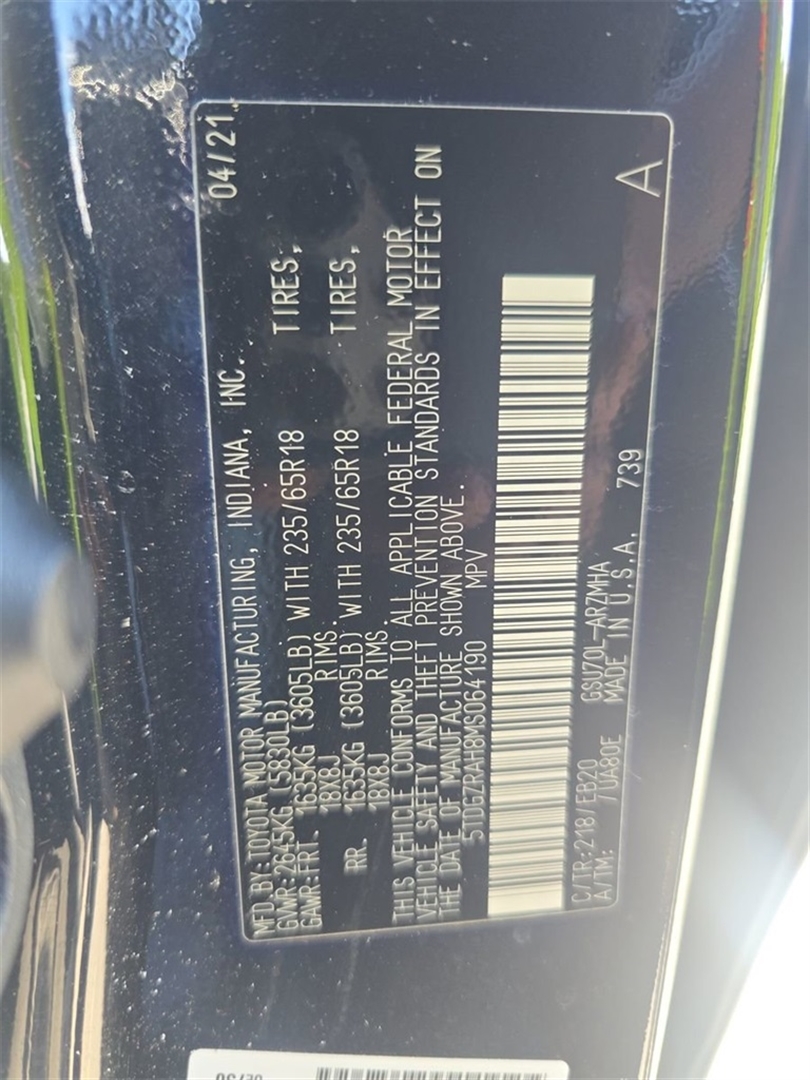 MFD BY: TOYOTA MOTOR MANUFACTURING, INDIANA, INC. 04/21
GVWR: 2645KG (5830LB)
GAWR: FRT. 1635KG (3605LB) WITH 235/65R18 TIRES,
18X8J RIMS.
RR. 1635KG (3605LB) WITH 235/65R18 TIRES,
18X8J RIMS.
THIS VEHICLE CONFORMS TO ALL APPLICABLE FEDERAL MOTOR
VEHICLE SAFETY AND THEFT PREVENTION STANDARDS IN EFFECT ON
THE DATE OF MANUFACTURE SHOWN ABOVE.
5TDGZRAH8MS064190 MPV
C/TR: 218/EB20 GSU70L-ARZMHA
A/TM: /UA80E MADE IN U.S.A. 739 A